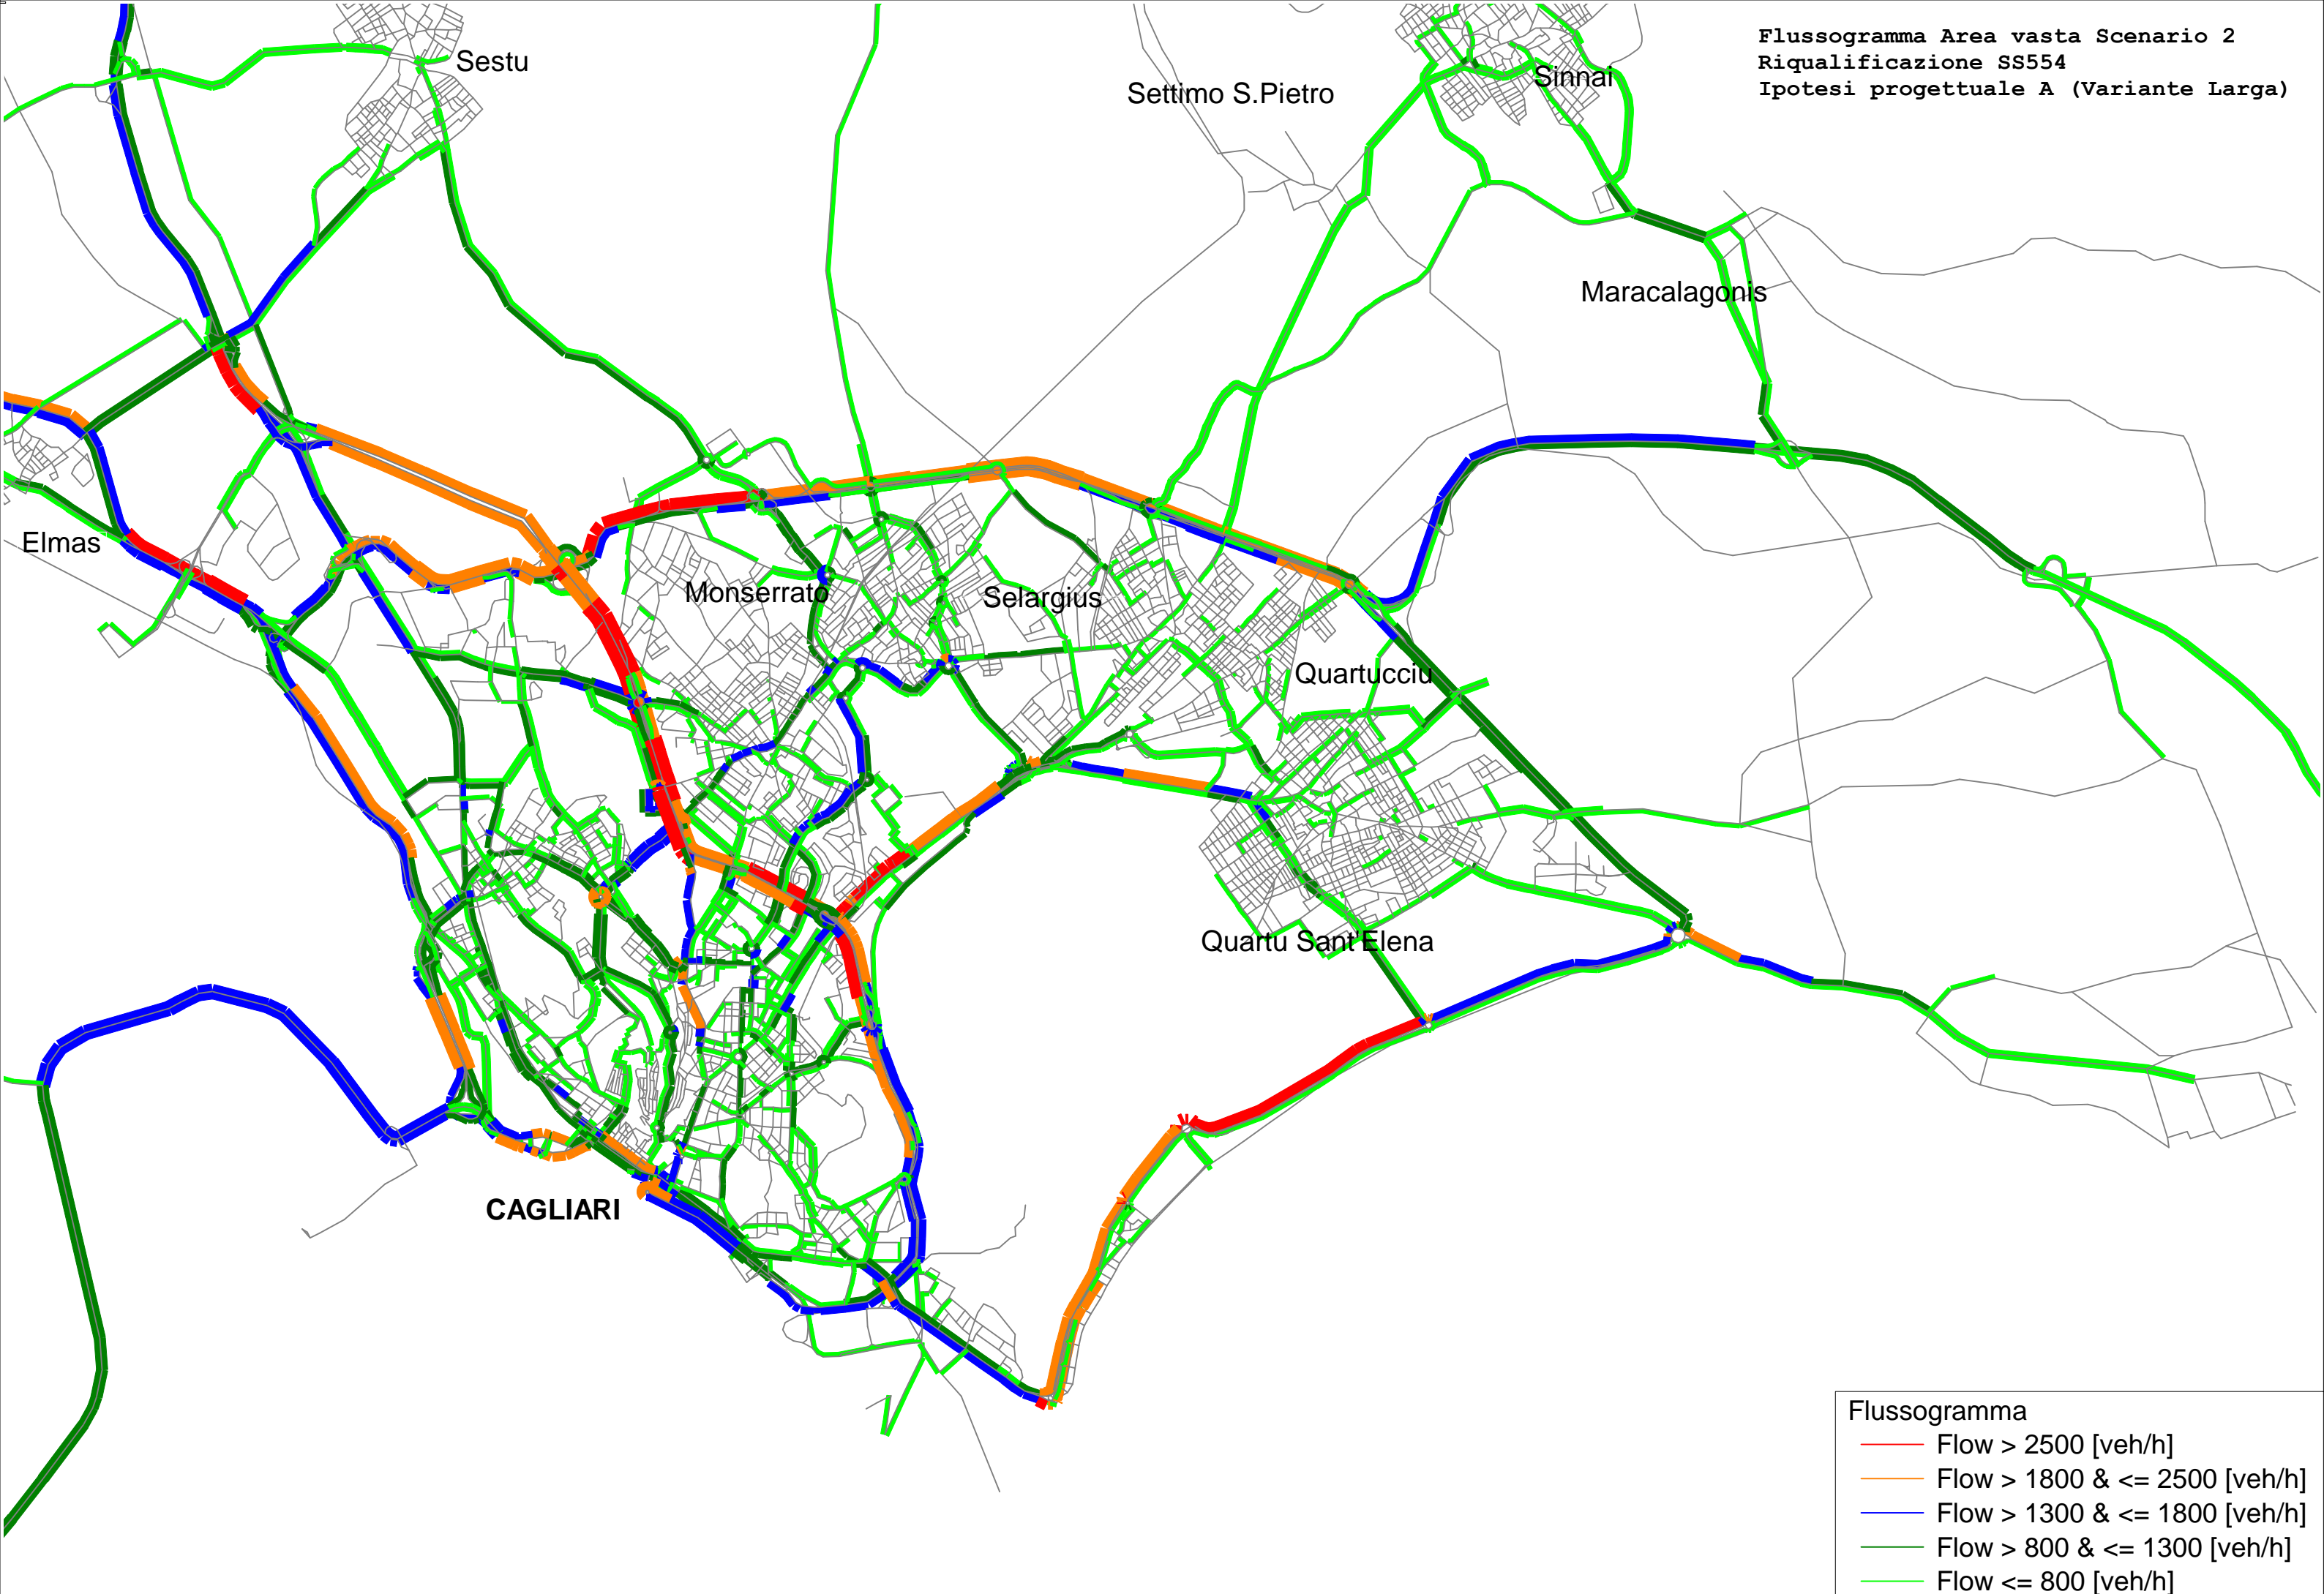 Flussogramma Area vasta Scenario 2
Riqualificazione SS554
Ipotesi progettuale A (Variante Larga)
Sestu
Settimo S.Pietro
Sinnai
Maracalagonis
Elmas
Monserrato
Selargius
Quartucciu
Quartu Sant'Elena
CAGLIARI
Flussogramma
Flow > 2500 [veh/h]
Flow > 1800 & <= 2500 [veh/h]
Flow > 1300 & <= 1800 [veh/h]
Flow > 800 & <= 1300 [veh/h]
Flow <= 800 [veh/h]